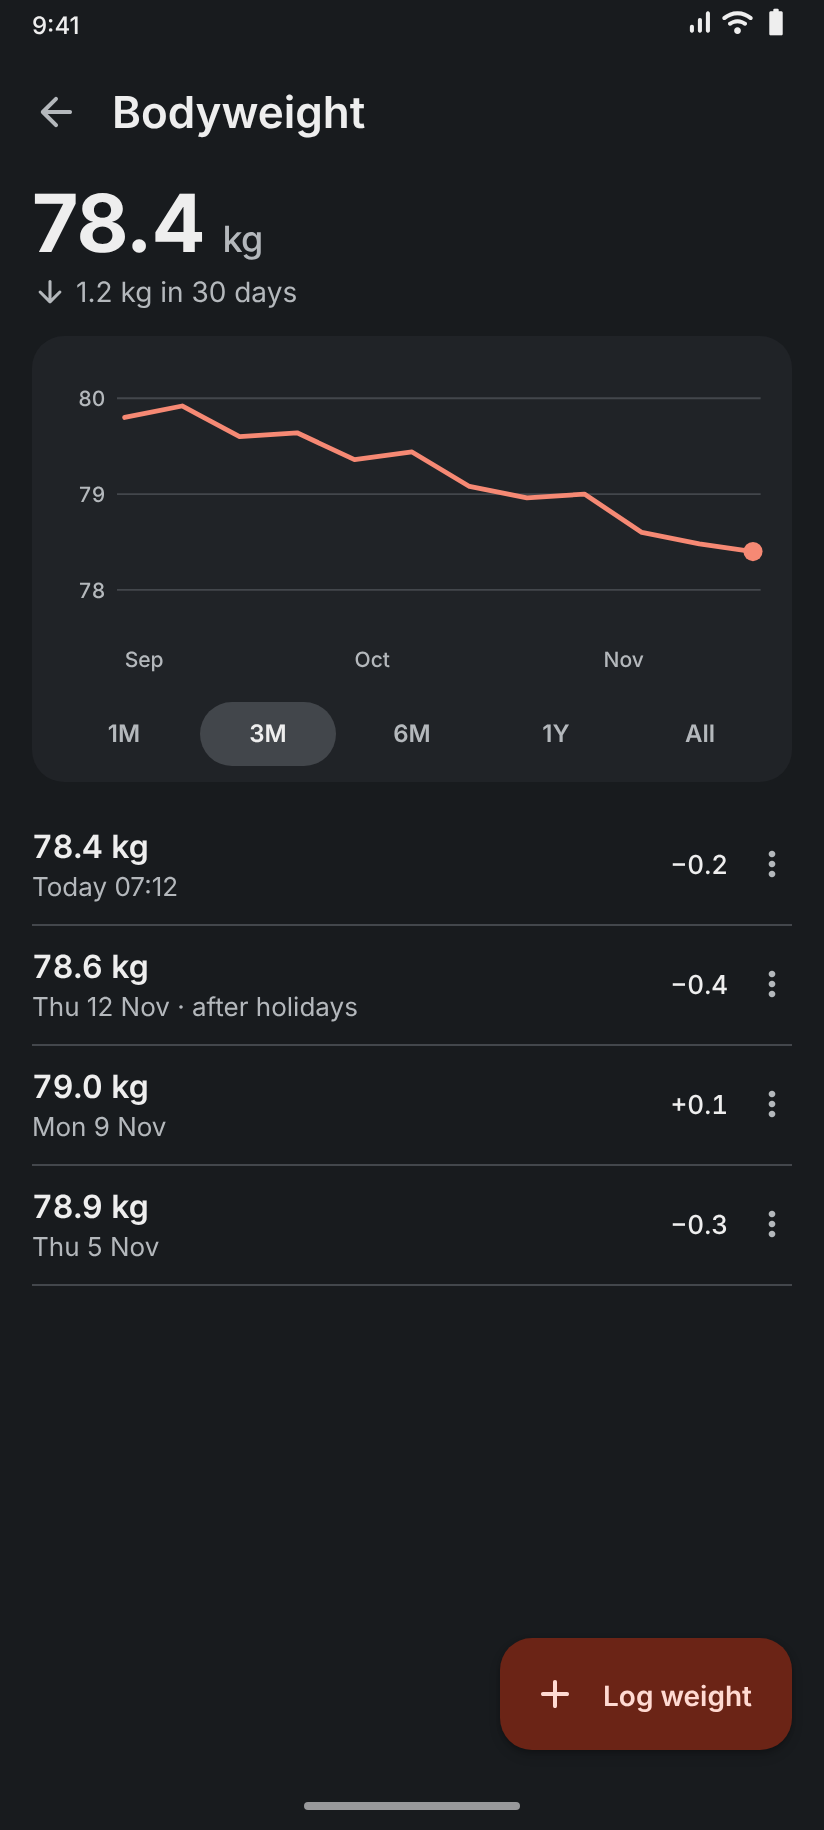 9:41
Bodyweight
78.4 kg
1.2 kg in 30 days
80
79
78
Sep Oct Nov
1M 3M 6M 1Y All
78.4 kg
Today 07:12
−0.2
78.6 kg
Thu 12 Nov · after holidays
−0.4
79.0 kg
Mon 9 Nov
+0.1
78.9 kg
Thu 5 Nov
−0.3
Log weight